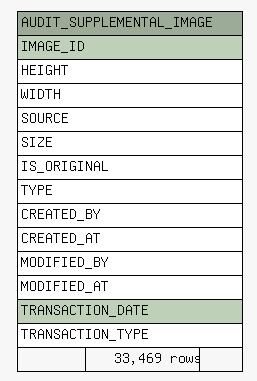 AUDIT_SUPPLEMENTAL_IMAGE
IMAGE_ID
HEIGHT
WIDTH
SOURCE
SIZE
IS_ORIGINAL
TYPE
CREATED_BY
CREATED_AT
MODIFIED_BY
MODIFIED_AT
TRANSACTION_DATE
TRANSACTION_TYPE
33,469 rows